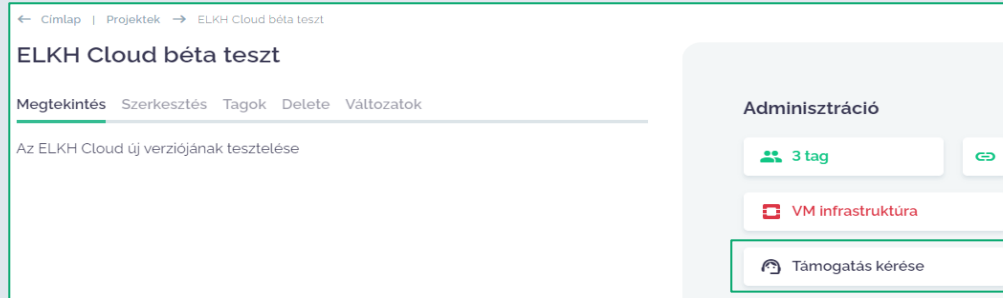 ← Címlap | Projektek → ELKH Cloud béta teszt
ELKH Cloud béta teszt
Megtekintés Szerkesztés Tagok Delete Változatok
Az ELKH Cloud új verziójának tesztelése
Adminisztráció
3 tag
VM infrastruktúra
Támogatás kérése